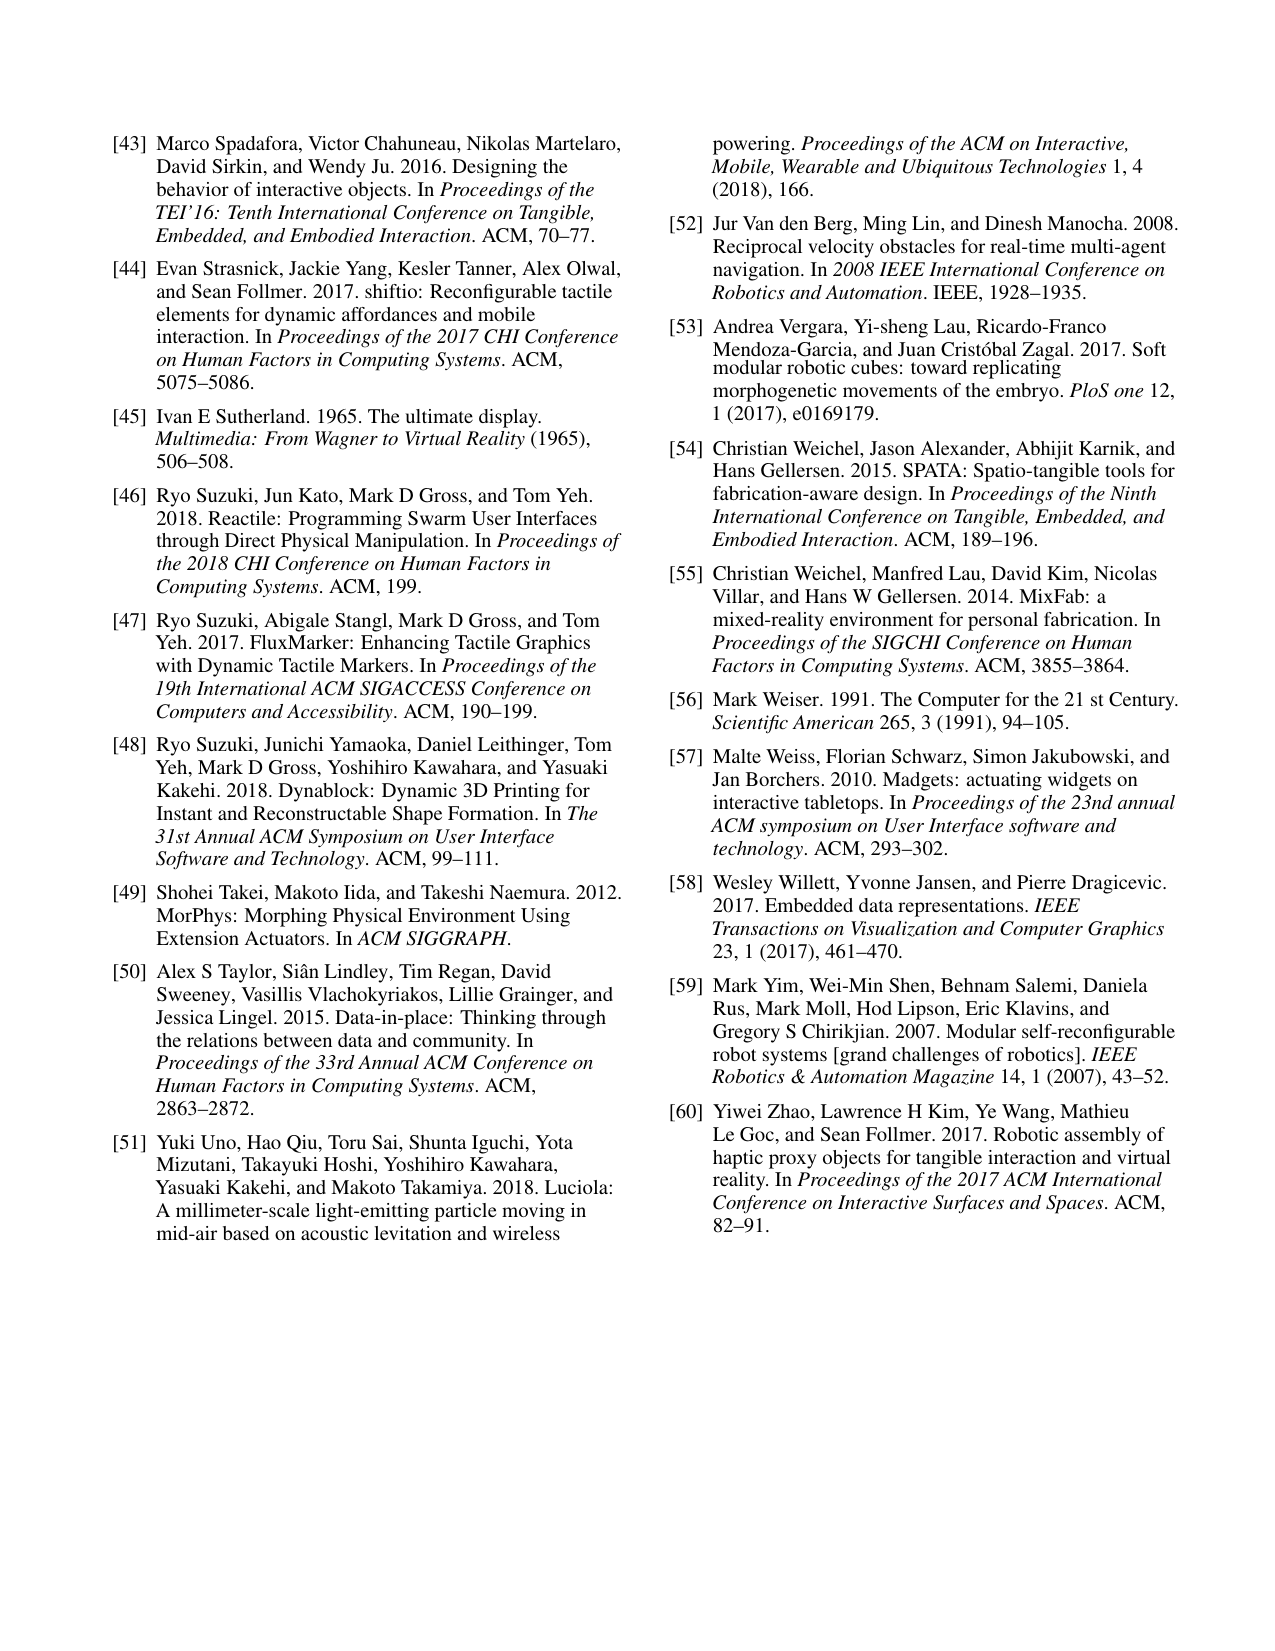 [43] Marco Spadafora, Victor Chahuneau, Nikolas Martelaro,
David Sirkin, and Wendy Ju. 2016. Designing the
behavior of interactive objects. In Proceedings of the
TEI'16: Tenth International Conference on Tangible,
Embedded, and Embodied Interaction. ACM, 70–77.
[44] Evan Strasnick, Jackie Yang, Kesler Tanner, Alex Olwal,
and Sean Follmer. 2017. shiftio: Reconfigurable tactile
elements for dynamic affordances and mobile
interaction. In Proceedings of the 2017 CHI Conference
on Human Factors in Computing Systems. ACM,
5075–5086.
[45] Ivan E Sutherland. 1965. The ultimate display.
Multimedia: From Wagner to Virtual Reality (1965),
506–508.
[46] Ryo Suzuki, Jun Kato, Mark D Gross, and Tom Yeh.
2018. Reactile: Programming Swarm User Interfaces
through Direct Physical Manipulation. In Proceedings of
the 2018 CHI Conference on Human Factors in
Computing Systems. ACM, 199.
[47] Ryo Suzuki, Abigale Stangl, Mark D Gross, and Tom
Yeh. 2017. FluxMarker: Enhancing Tactile Graphics
with Dynamic Tactile Markers. In Proceedings of the
19th International ACM SIGACCESS Conference on
Computers and Accessibility. ACM, 190–199.
[48] Ryo Suzuki, Junichi Yamaoka, Daniel Leithinger, Tom
Yeh, Mark D Gross, Yoshihiro Kawahara, and Yasuaki
Kakehi. 2018. Dynablock: Dynamic 3D Printing for
Instant and Reconstructable Shape Formation. In The
31st Annual ACM Symposium on User Interface
Software and Technology. ACM, 99–111.
[49] Shohei Takei, Makoto Iida, and Takeshi Naemura. 2012.
MorPhys: Morphing Physical Environment Using
Extension Actuators. In ACM SIGGRAPH.
[50] Alex S Taylor, Siân Lindley, Tim Regan, David
Sweeney, Vasillis Vlachokyriakos, Lillie Grainger, and
Jessica Lingel. 2015. Data-in-place: Thinking through
the relations between data and community. In
Proceedings of the 33rd Annual ACM Conference on
Human Factors in Computing Systems. ACM,
2863–2872.
[51] Yuki Uno, Hao Qiu, Toru Sai, Shunta Iguchi, Yota
Mizutani, Takayuki Hoshi, Yoshihiro Kawahara,
Yasuaki Kakehi, and Makoto Takamiya. 2018. Luciola:
A millimeter-scale light-emitting particle moving in
mid-air based on acoustic levitation and wireless
powering. Proceedings of the ACM on Interactive,
Mobile, Wearable and Ubiquitous Technologies 1, 4
(2018), 166.
[52] Jur Van den Berg, Ming Lin, and Dinesh Manocha. 2008.
Reciprocal velocity obstacles for real-time multi-agent
navigation. In 2008 IEEE International Conference on
Robotics and Automation. IEEE, 1928–1935.
[53] Andrea Vergara, Yi-sheng Lau, Ricardo-Franco
Mendoza-Garcia, and Juan Cristóbal Zagal. 2017. Soft
modular robotic cubes: toward replicating
morphogenetic movements of the embryo. PloS one 12,
1 (2017), e0169179.
[54] Christian Weichel, Jason Alexander, Abhijit Karnik, and
Hans Gellersen. 2015. SPATA: Spatio-tangible tools for
fabrication-aware design. In Proceedings of the Ninth
International Conference on Tangible, Embedded, and
Embodied Interaction. ACM, 189–196.
[55] Christian Weichel, Manfred Lau, David Kim, Nicolas
Villar, and Hans W Gellersen. 2014. MixFab: a
mixed-reality environment for personal fabrication. In
Proceedings of the SIGCHI Conference on Human
Factors in Computing Systems. ACM, 3855–3864.
[56] Mark Weiser. 1991. The Computer for the 21 st Century.
Scientific American 265, 3 (1991), 94–105.
[57] Malte Weiss, Florian Schwarz, Simon Jakubowski, and
Jan Borchers. 2010. Madgets: actuating widgets on
interactive tabletops. In Proceedings of the 23nd annual
ACM symposium on User Interface software and
technology. ACM, 293–302.
[58] Wesley Willett, Yvonne Jansen, and Pierre Dragicevic.
2017. Embedded data representations. IEEE
Transactions on Visualization and Computer Graphics
23, 1 (2017), 461–470.
[59] Mark Yim, Wei-Min Shen, Behnam Salemi, Daniela
Rus, Mark Moll, Hod Lipson, Eric Klavins, and
Gregory S Chirikjian. 2007. Modular self-reconfigurable
robot systems [grand challenges of robotics]. IEEE
Robotics & Automation Magazine 14, 1 (2007), 43–52.
[60] Yiwei Zhao, Lawrence H Kim, Ye Wang, Mathieu
Le Goc, and Sean Follmer. 2017. Robotic assembly of
haptic proxy objects for tangible interaction and virtual
reality. In Proceedings of the 2017 ACM International
Conference on Interactive Surfaces and Spaces. ACM,
82–91.